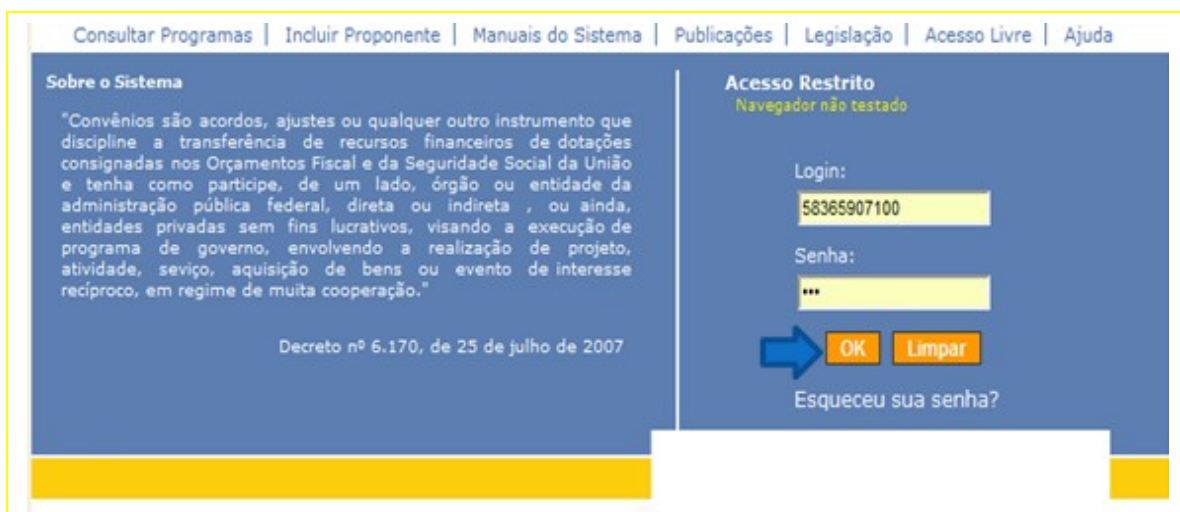 Consultar Programas | Incluir Proponente | Manuais do Sistema | Publicações | Legislação | Acesso Livre | Ajuda
Sobre o Sistema
"Convênios são acordos, ajustes ou qualquer outro instrumento que
discipline a transferência de recursos financeiros de dotações
consignadas nos Orçamentos Fiscal e da Seguridade Social da União
e tenha como participe, de um lado, órgão ou entidade da
administração pública federal, direta ou indireta , ou ainda,
entidades privadas sem fins lucrativos, visando a execução de
programa de governo, envolvendo a realização de projeto,
atividade, seviço, aquisição de bens ou evento de interesse
recíproco, em regime de muita cooperação."
Decreto nº 6.170, de 25 de julho de 2007
Acesso Restrito
Navegador não testado
Login:
58365907100
Senha:
•••
OK Limpar
Esqueceu sua senha?